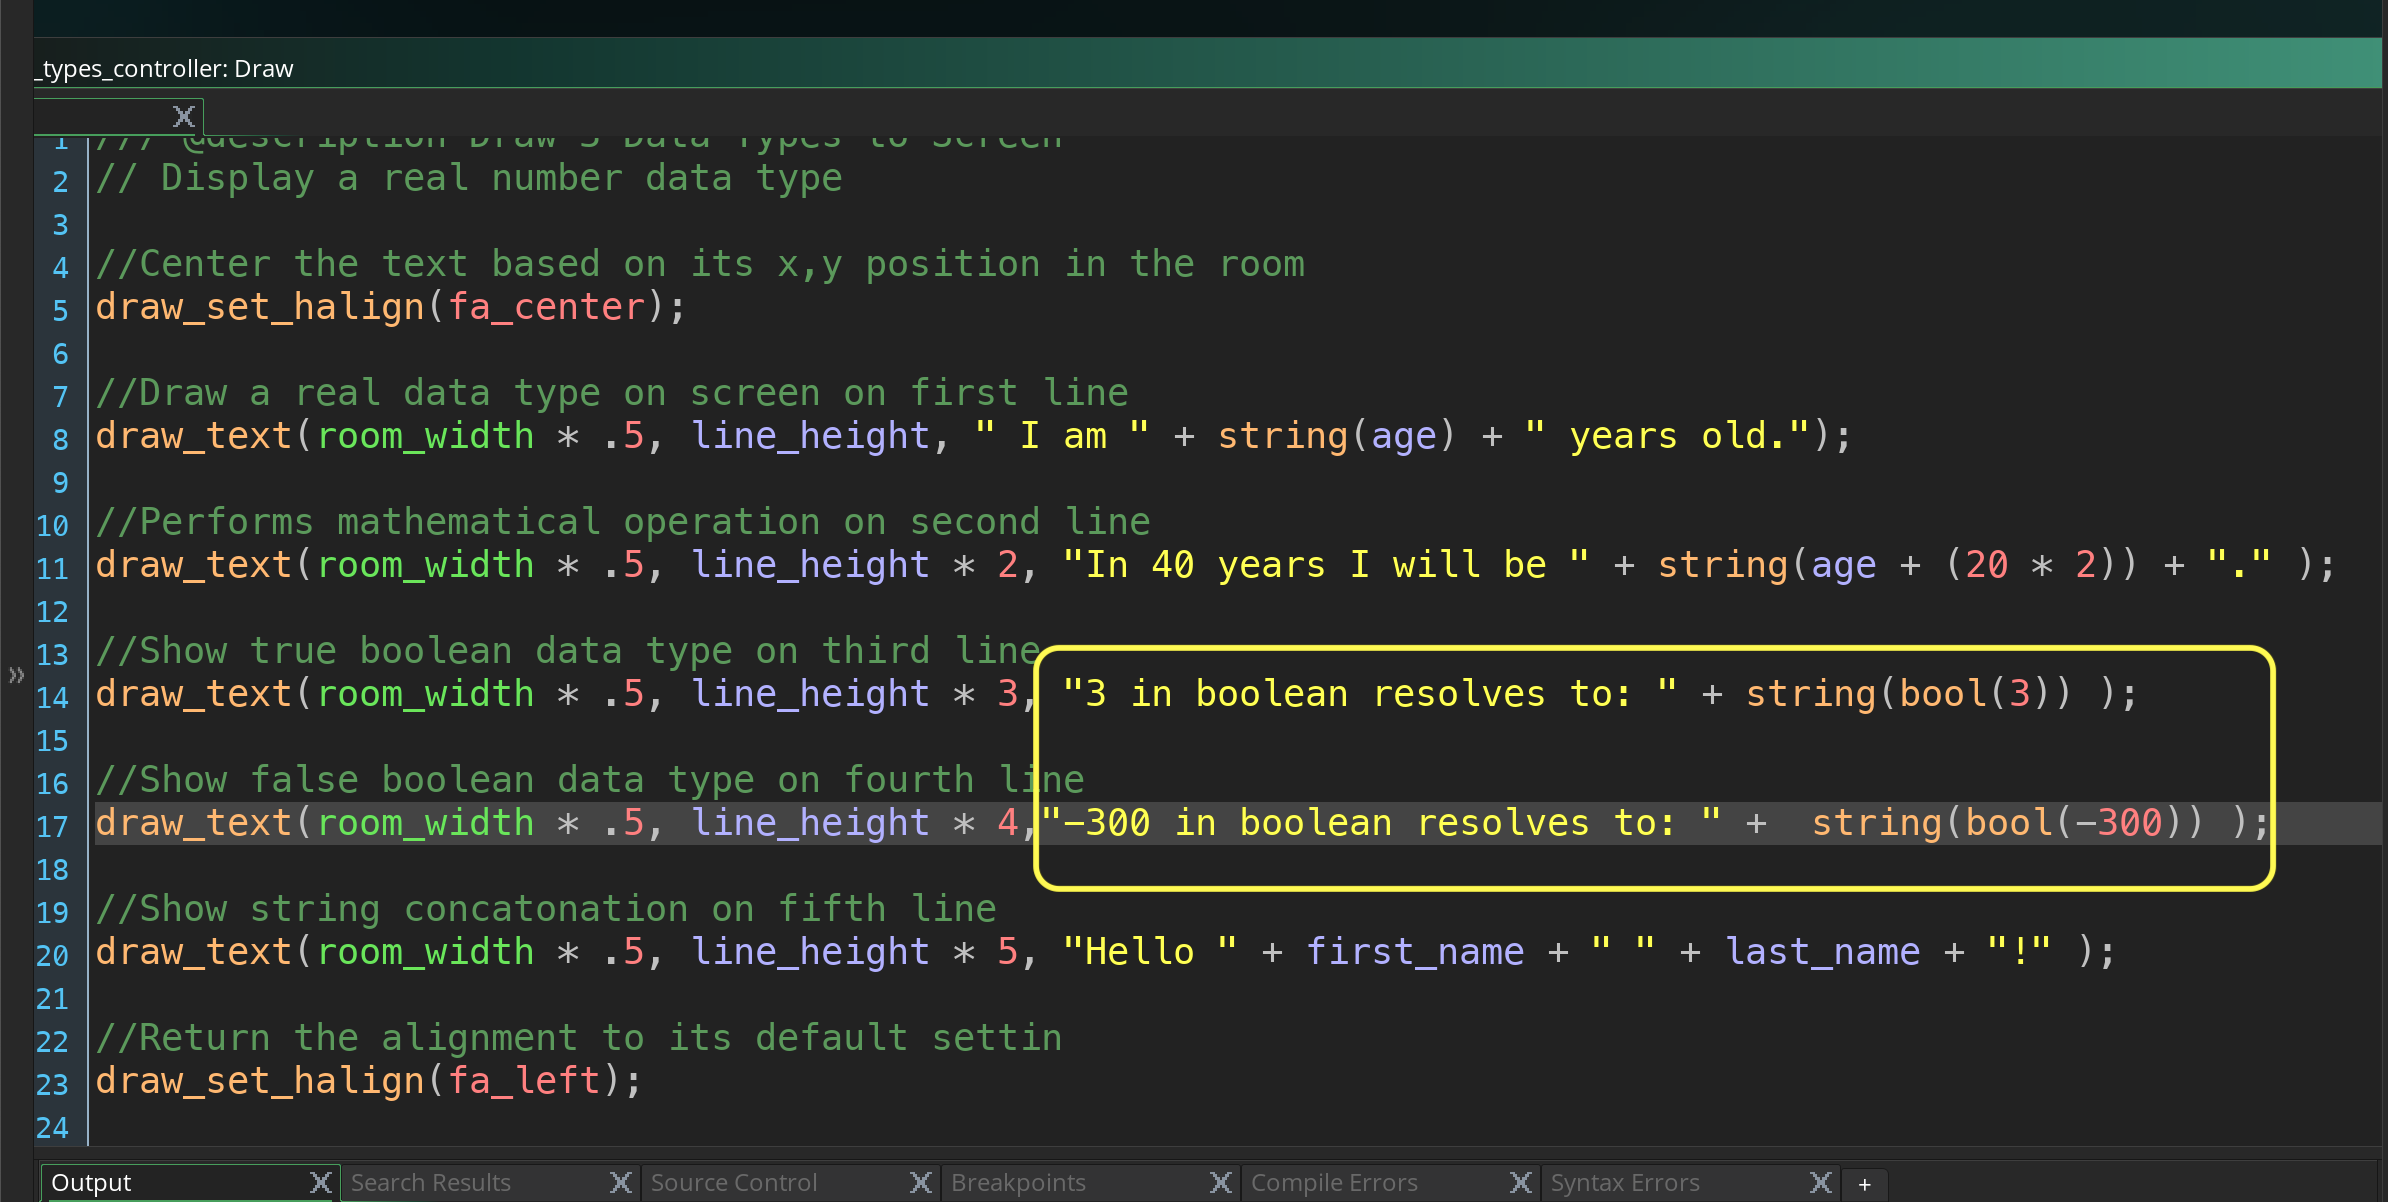 _types_controller: Draw
1 /// @description Draw 5 Data Types to Screen
2 // Display a real number data type
3
4 //Center the text based on its x,y position in the room
5 draw_set_halign(fa_center);
6
7 //Draw a real data type on screen on first line
8 draw_text(room_width * .5, line_height, " I am " + string(age) + " years old.");
9
10 //Performs mathematical operation on second line
11 draw_text(room_width * .5, line_height * 2, "In 40 years I will be " + string(age + (20 * 2)) + "." );
12
13 //Show true boolean data type on third line
14 draw_text(room_width * .5, line_height * 3, "3 in boolean resolves to: " + string(bool(3)) );
15
16 //Show false boolean data type on fourth line
17 draw_text(room_width * .5, line_height * 4,"-300 in boolean resolves to: " +  string(bool(-300)) );
18
19 //Show string concatonation on fifth line
20 draw_text(room_width * .5, line_height * 5, "Hello " + first_name + " " + last_name + "!" );
21
22 //Return the alignment to its default settin
23 draw_set_halign(fa_left);
24
Output Search Results Source Control Breakpoints Compile Errors Syntax Errors +